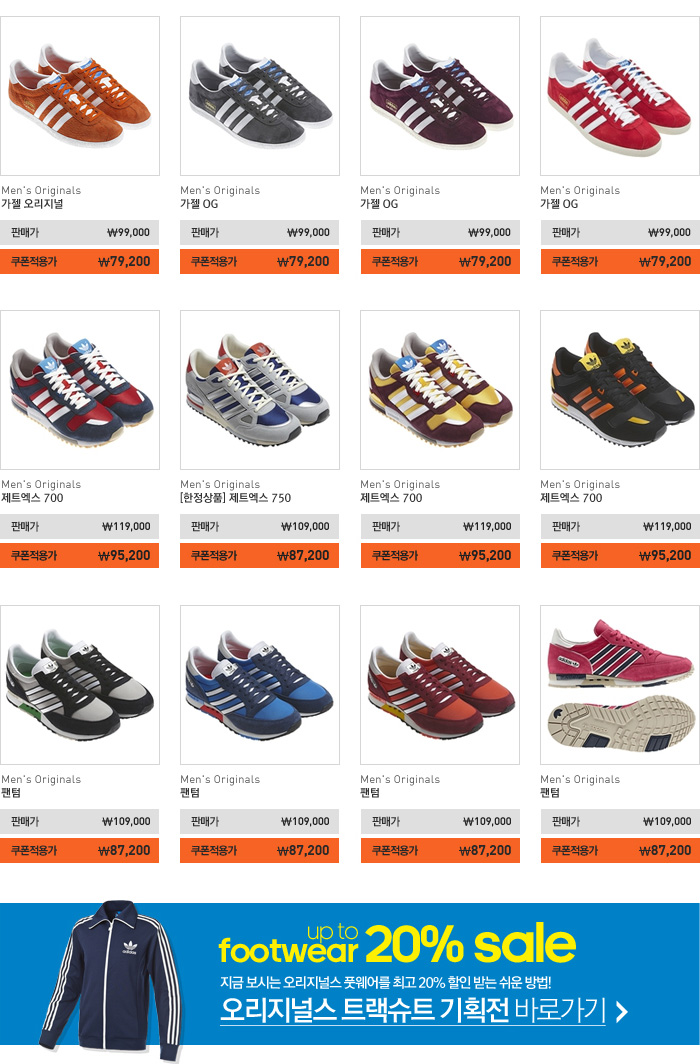 Men's Originals
가젤 오리지널
판매가 ₩99,000
쿠폰적용가 ₩79,200
Men's Originals
가젤 OG
판매가 ₩99,000
쿠폰적용가 ₩79,200
Men's Originals
가젤 OG
판매가 ₩99,000
쿠폰적용가 ₩79,200
Men's Originals
가젤 OG
판매가 ₩99,000
쿠폰적용가 ₩79,200
Men's Originals
제트엑스 700
판매가 ₩119,000
쿠폰적용가 ₩95,200
Men's Originals
[한정상품] 제트엑스 750
판매가 ₩109,000
쿠폰적용가 ₩87,200
Men's Originals
제트엑스 700
판매가 ₩119,000
쿠폰적용가 ₩95,200
Men's Originals
제트엑스 700
판매가 ₩119,000
쿠폰적용가 ₩95,200
Men's Originals
팬텀
판매가 ₩109,000
쿠폰적용가 ₩87,200
Men's Originals
팬텀
판매가 ₩109,000
쿠폰적용가 ₩87,200
Men's Originals
팬텀
판매가 ₩109,000
쿠폰적용가 ₩87,200
Men's Originals
팬텀
판매가 ₩109,000
쿠폰적용가 ₩87,200
adidas
up to
footwear 20% sale
지금 보시는 오리지널스 풋웨어를 최고 20% 할인 받는 쉬운 방법!
오리지널스 트랙슈트 기획전 바로가기